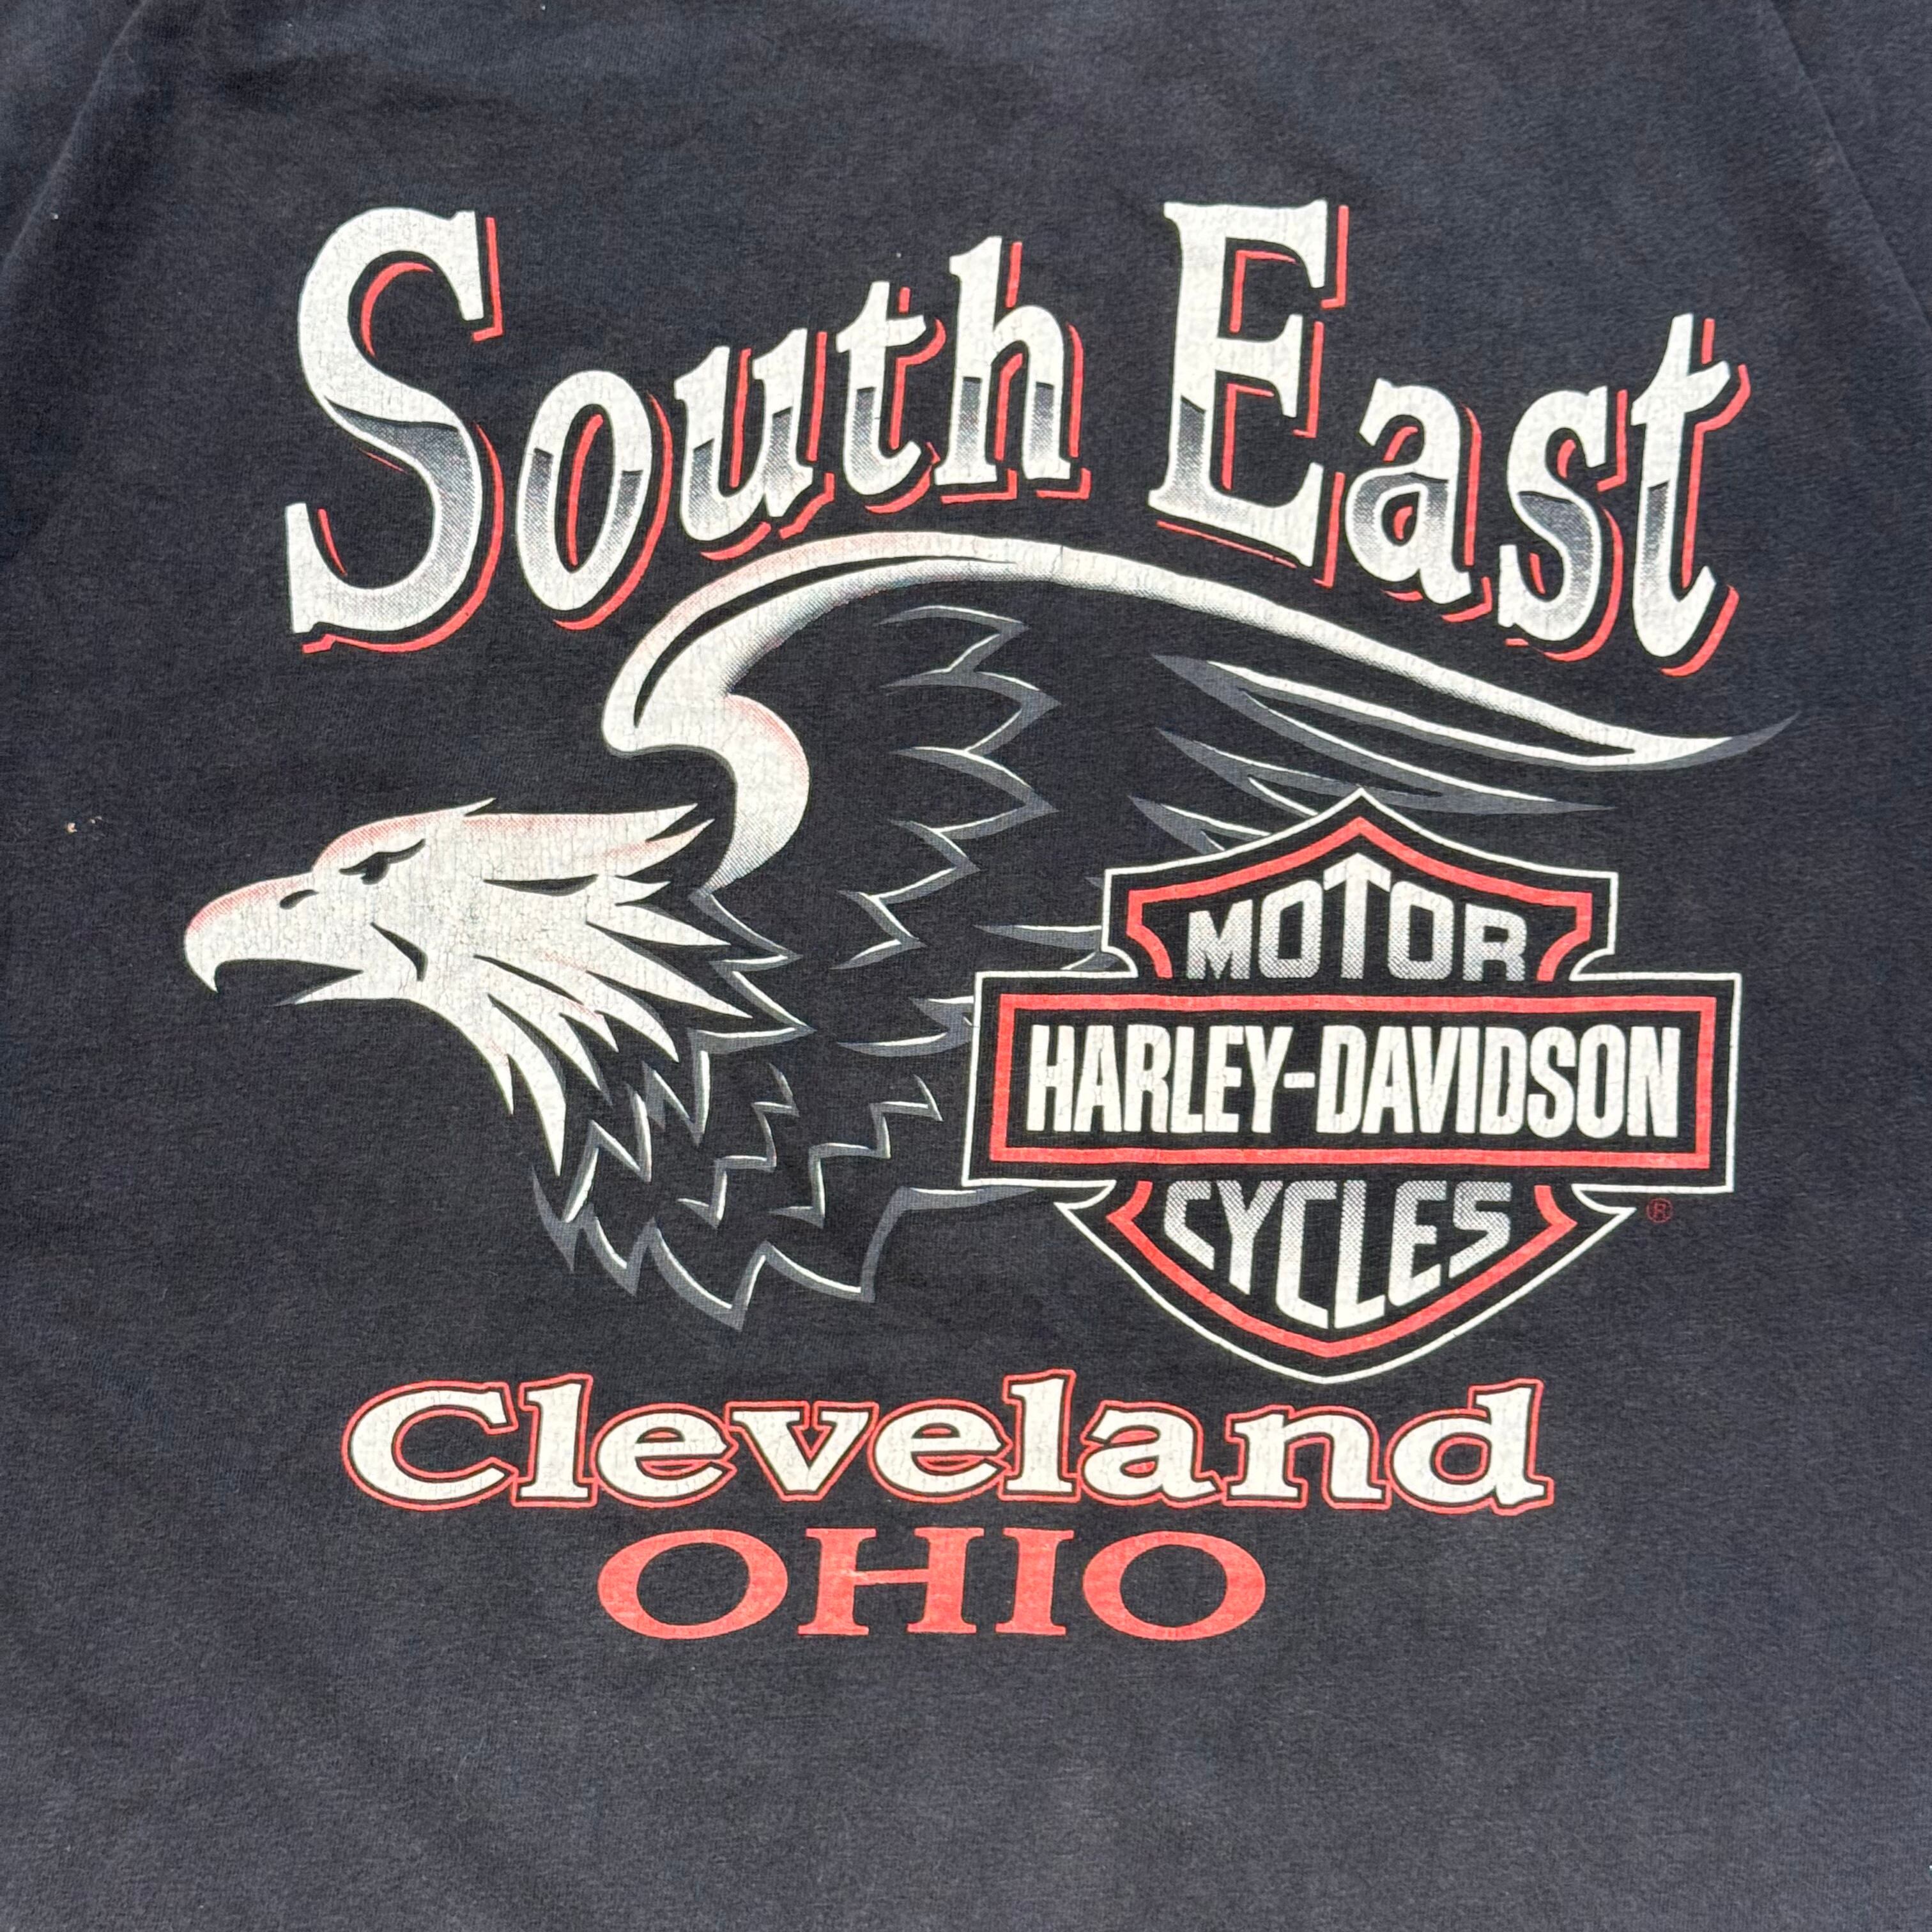 South East
MOTOR
HARLEY-DAVIDSON
CYCLES
®
Cleveland
OHIO